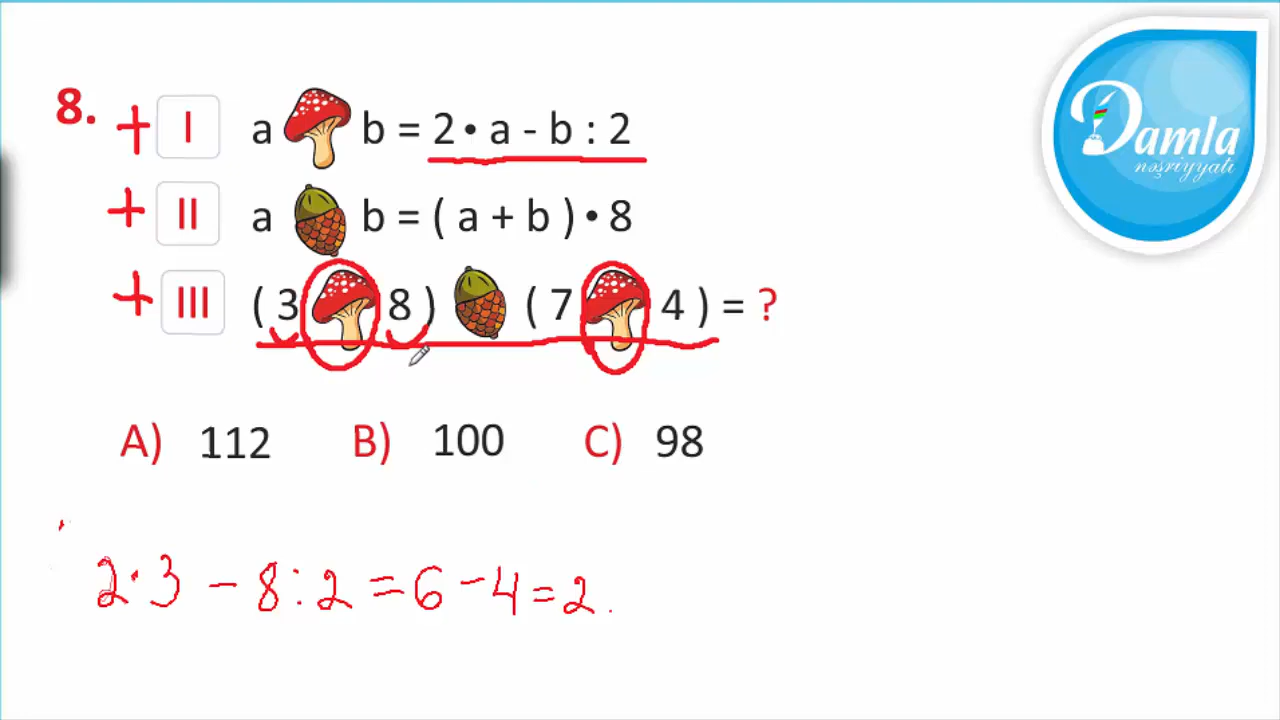 8.
+ I a b = 2 • a - b : 2
+ II a b = ( a + b ) • 8
+ III ( 3 8 ) ( 7 4 ) = ?
A) 112 B) 100 C) 98
2·3 - 8:2 = 6 - 4 = 2.
Damla
nəşriyyatı